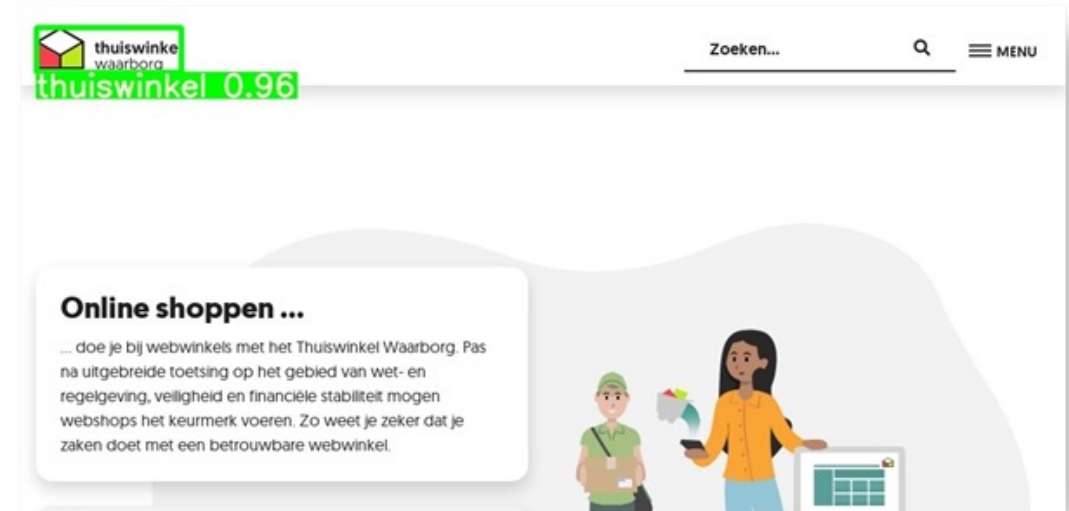 thuiswinke
waarborg
thuiswinkel 0.96
Zoeken...
MENU
Online shoppen ...
... doe je bij webwinkels met het Thuiswinkel Waarborg. Pas
na uitgebreide toetsing op het gebied van wet- en
regelgeving, veiligheid en financiële stabiliteit mogen
webshops het keurmerk voeren. Zo weet je zeker dat je
zaken doet met een betrouwbare webwinkel.